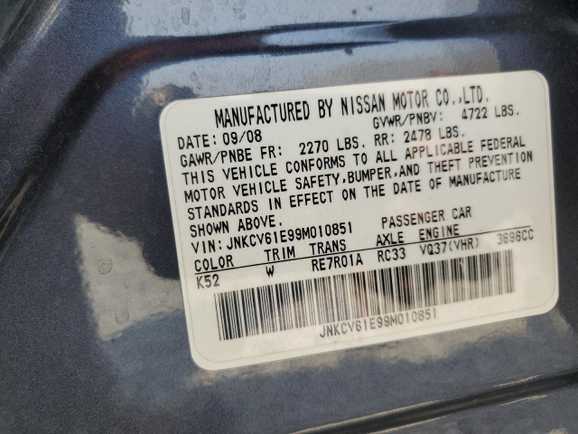 MANUFACTURED BY NISSAN MOTOR CO.,LTD.
DATE: 09/08 GVWR/PNBV: 4722 LBS.
GAWR/PNBE FR: 2270 LBS. RR: 2478 LBS.
THIS VEHICLE CONFORMS TO ALL APPLICABLE FEDERAL
MOTOR VEHICLE SAFETY,BUMPER,AND THEFT PREVENTION
STANDARDS IN EFFECT ON THE DATE OF MANUFACTURE
SHOWN ABOVE.
VIN: JNKCV61E99M010851 PASSENGER CAR
COLOR TRIM TRANS AXLE ENGINE
K52 W RE7R01A RC33 VQ37(VHR) 3696CC
JNKCV61E99M010851